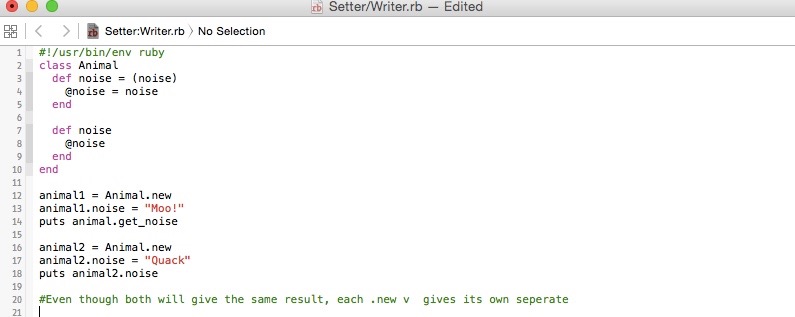 Setter/Writer.rb — Edited
Setter:Writer.rb 〉 No Selection
1 #!/usr/bin/env ruby
2 class Animal
3   def noise = (noise)
4     @noise = noise
5   end
6
7   def noise
8     @noise
9   end
10 end
11
12 animal1 = Animal.new
13 animal1.noise = "Moo!"
14 puts animal.get_noise
15
16 animal2 = Animal.new
17 animal2.noise = "Quack"
18 puts animal2.noise
19
20 #Even though both will give the same result, each .new v  gives its own seperate
21